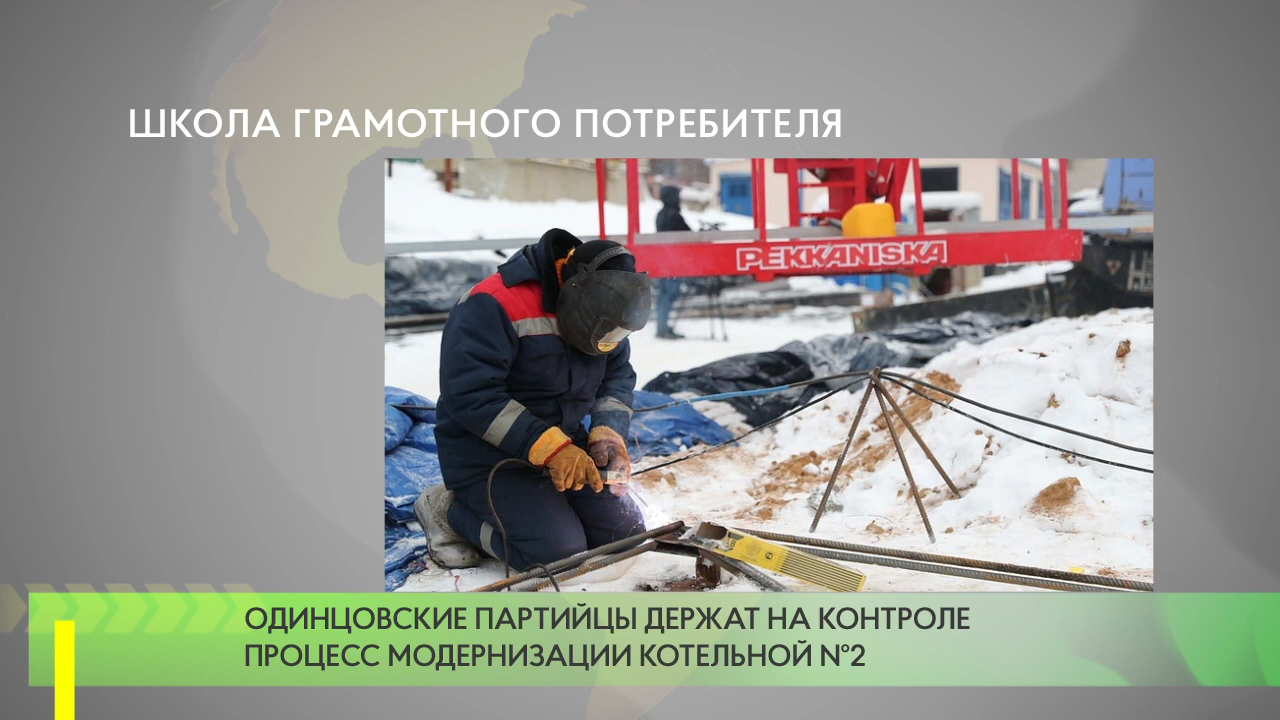 ШКОЛА ГРАМОТНОГО ПОТРЕБИТЕЛЯ
PEKKANISKA
ОДИНЦОВСКИЕ ПАРТИЙЦЫ ДЕРЖАТ НА КОНТРОЛЕ
ПРОЦЕСС МОДЕРНИЗАЦИИ КОТЕЛЬНОЙ №2